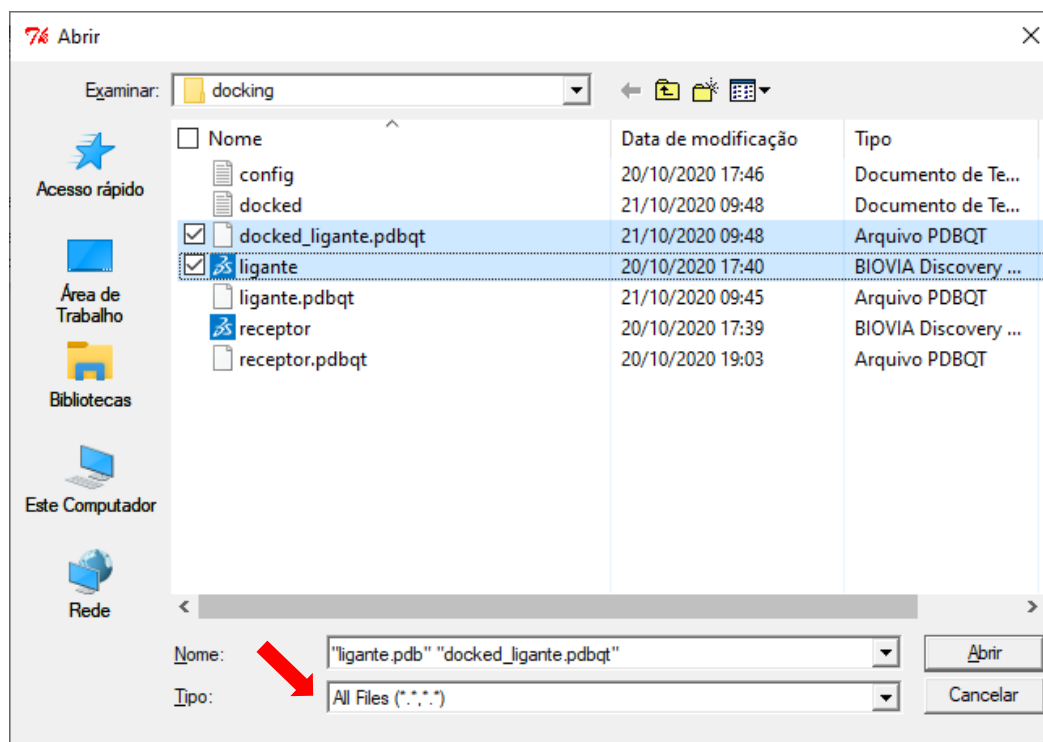 Abrir
Examinar: docking
Nome Data de modificação Tipo
config 20/10/2020 17:46 Documento de Te...
docked 21/10/2020 09:48 Documento de Te...
docked_ligante.pdbqt 21/10/2020 09:48 Arquivo PDBQT
ligante 20/10/2020 17:40 BIOVIA Discovery ...
ligante.pdbqt 21/10/2020 09:45 Arquivo PDBQT
receptor 20/10/2020 17:39 BIOVIA Discovery ...
receptor.pdbqt 20/10/2020 19:03 Arquivo PDBQT
Acesso rápido
Área de
Trabalho
Bibliotecas
Este Computador
Rede
Nome: "ligante.pdb" "docked_ligante.pdbqt" Abrir
Tipo: All Files (*.*,*.*) Cancelar